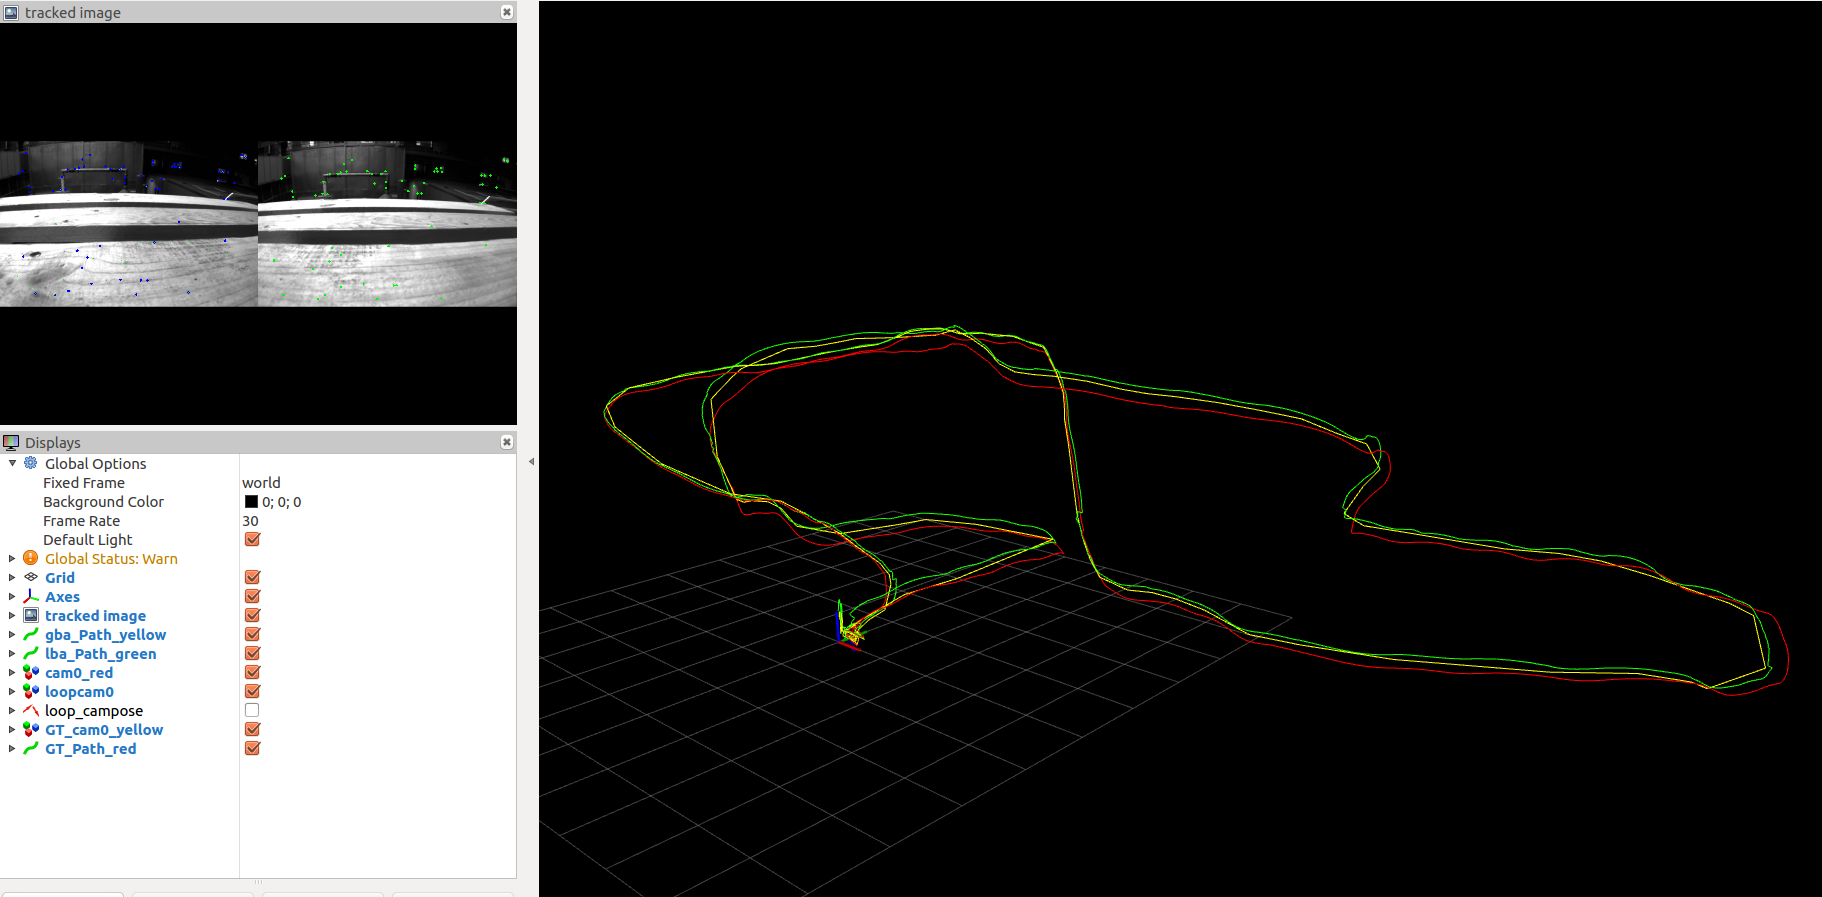 tracked image
Displays
Global Options
Fixed Frame world
Background Color 0; 0; 0
Frame Rate 30
Default Light
Global Status: Warn
Grid
Axes
tracked image
gba_Path_yellow
lba_Path_green
cam0_red
loopcam0
loop_campose
GT_cam0_yellow
GT_Path_red